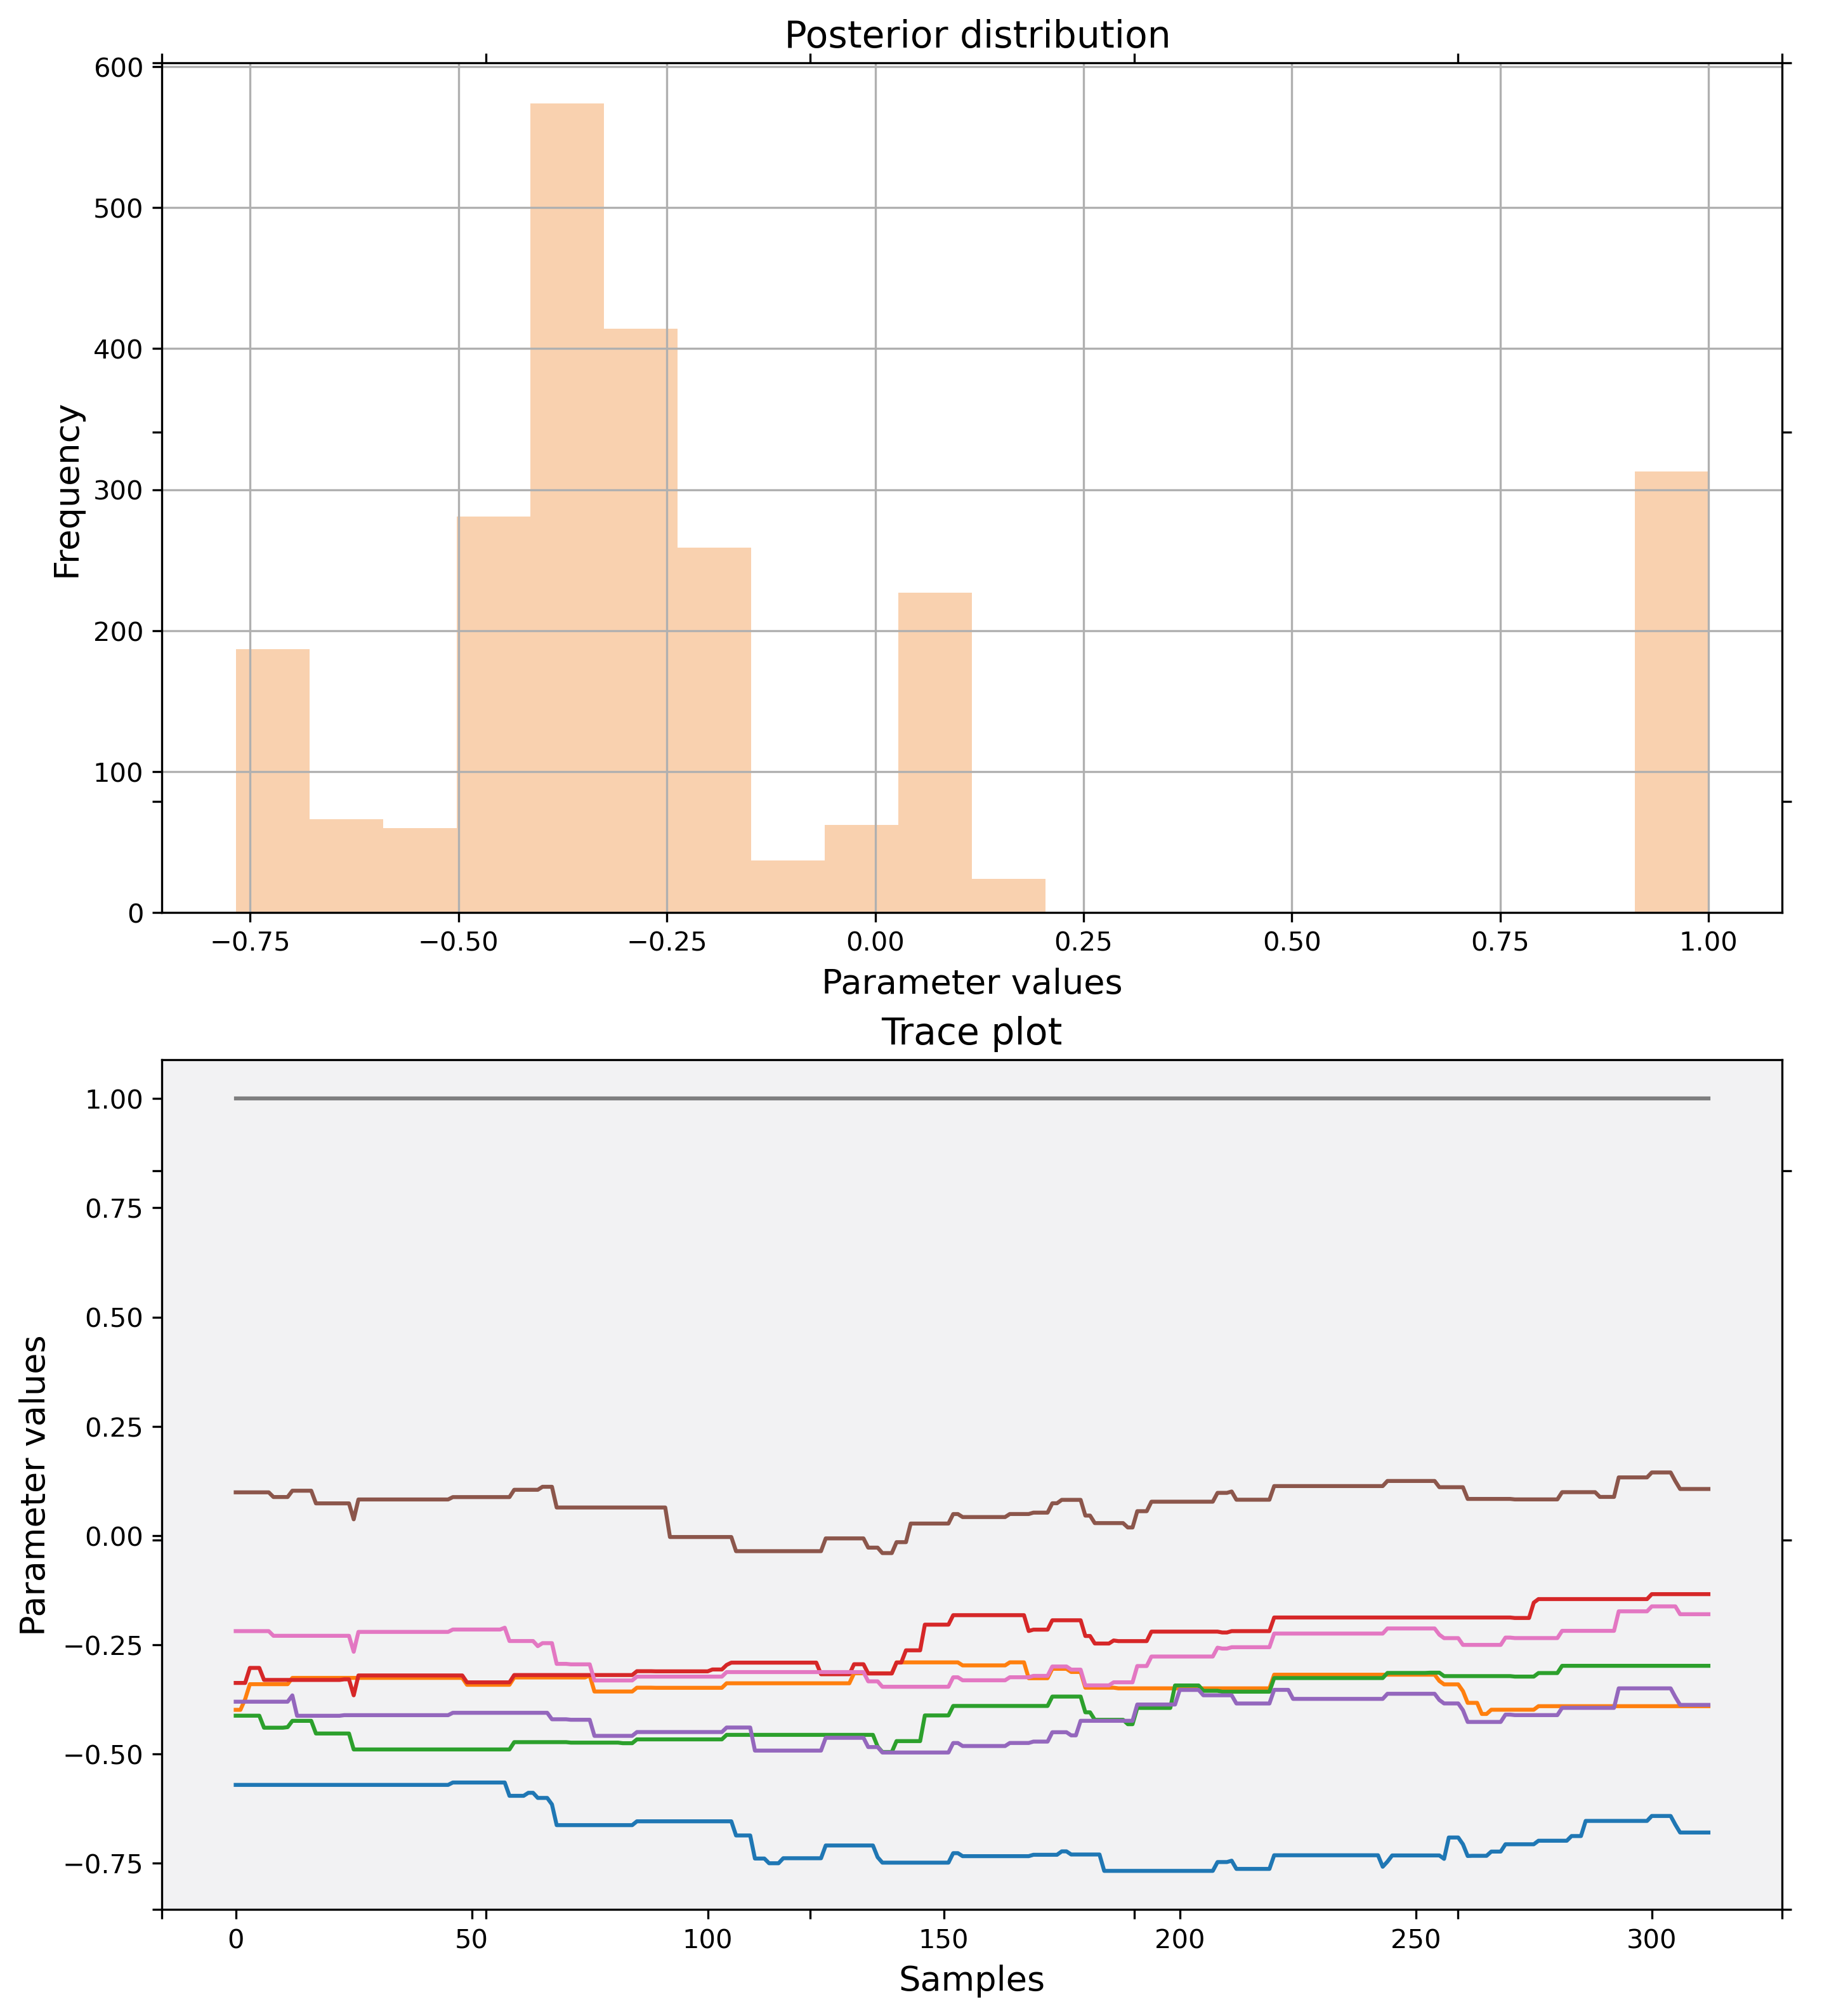 Posterior distribution
600
500
400
300
200
100
0
Frequency
−0.75 −0.50 −0.25 0.00 0.25 0.50 0.75 1.00
Parameter values
Trace plot
1.00
0.75
0.50
0.25
0.00
−0.25
−0.50
−0.75
Parameter values
0 50 100 150 200 250 300
Samples